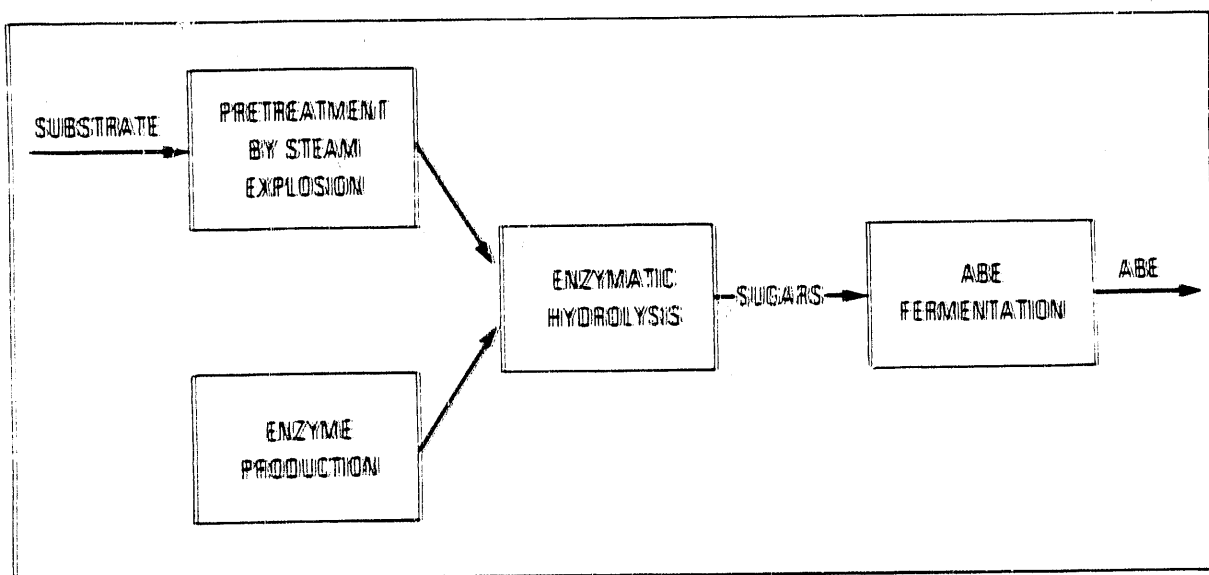 SUBSTRATE
PRETREATMENT
BY STEAM
EXPLOSION
ENZYMATIC
HYDROLYSIS
SUGARS
ABE
FERMENTATION
ABE
ENZYME
PRODUCTION